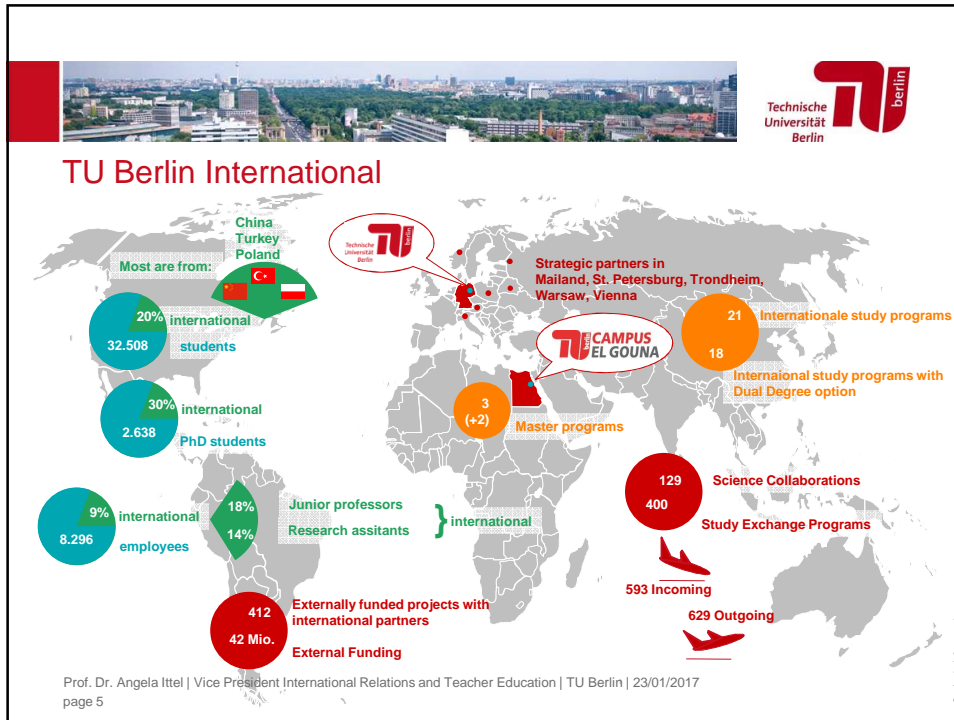 Technische
Universität
Berlin
berlin
TU Berlin International
China
Turkey
Poland
Most are from:
20%
international
32.508
students
30%
international
2.638
PhD students
9%
international
8.296
employees
18%
Junior professors
14%
Research assitants
} international
412
Externally funded projects with
international partners
42 Mio.
External Funding
Technische
Universität
Berlin
berlin
Strategic partners in
Mailand, St. Petersburg, Trondheim,
Warsaw, Vienna
berlin
CAMPUS
EL GOUNA
3
(+2)
Master programs
21
Internationale study programs
18
Internaional study programs with
Dual Degree option
129
Science Collaborations
400
Study Exchange Programs
593 Incoming
629 Outgoing
Prof. Dr. Angela Ittel | Vice President International Relations and Teacher Education | TU Berlin | 23/01/2017
page 5